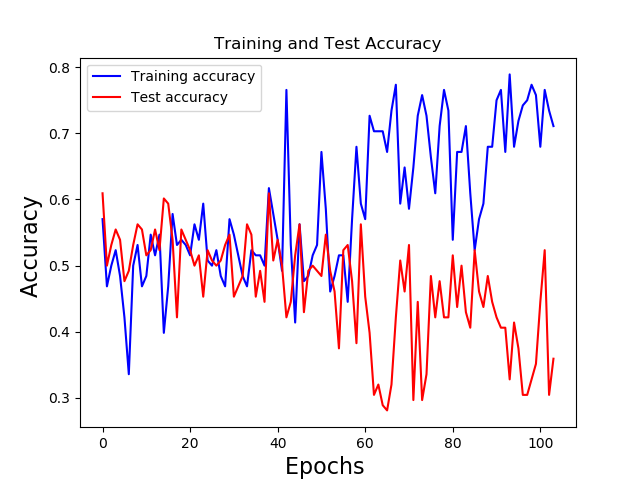 Training and Test Accuracy
Training accuracy
Test accuracy
Accuracy
0.8
0.7
0.6
0.5
0.4
0.3
0 20 40 60 80 100
Epochs